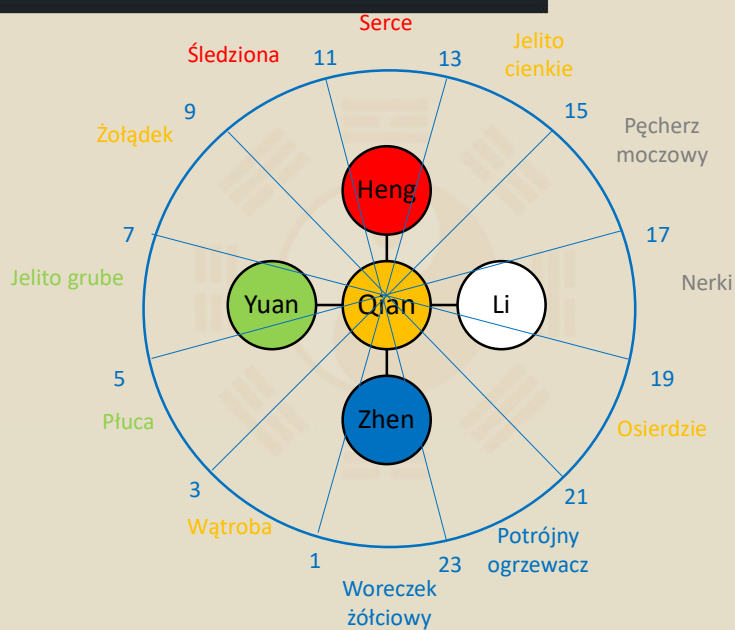 Serce
Śledziona
11
13
Jelito
cienkie
9
15
Żołądek
Pęcherz
moczowy
Heng
7
17
Jelito grube
Yuan
Qian
Li
Nerki
5
19
Płuca
Zhen
Osierdzie
3
21
Wątroba
Potrójny
ogrzewacz
1
23
Woreczek
żółciowy